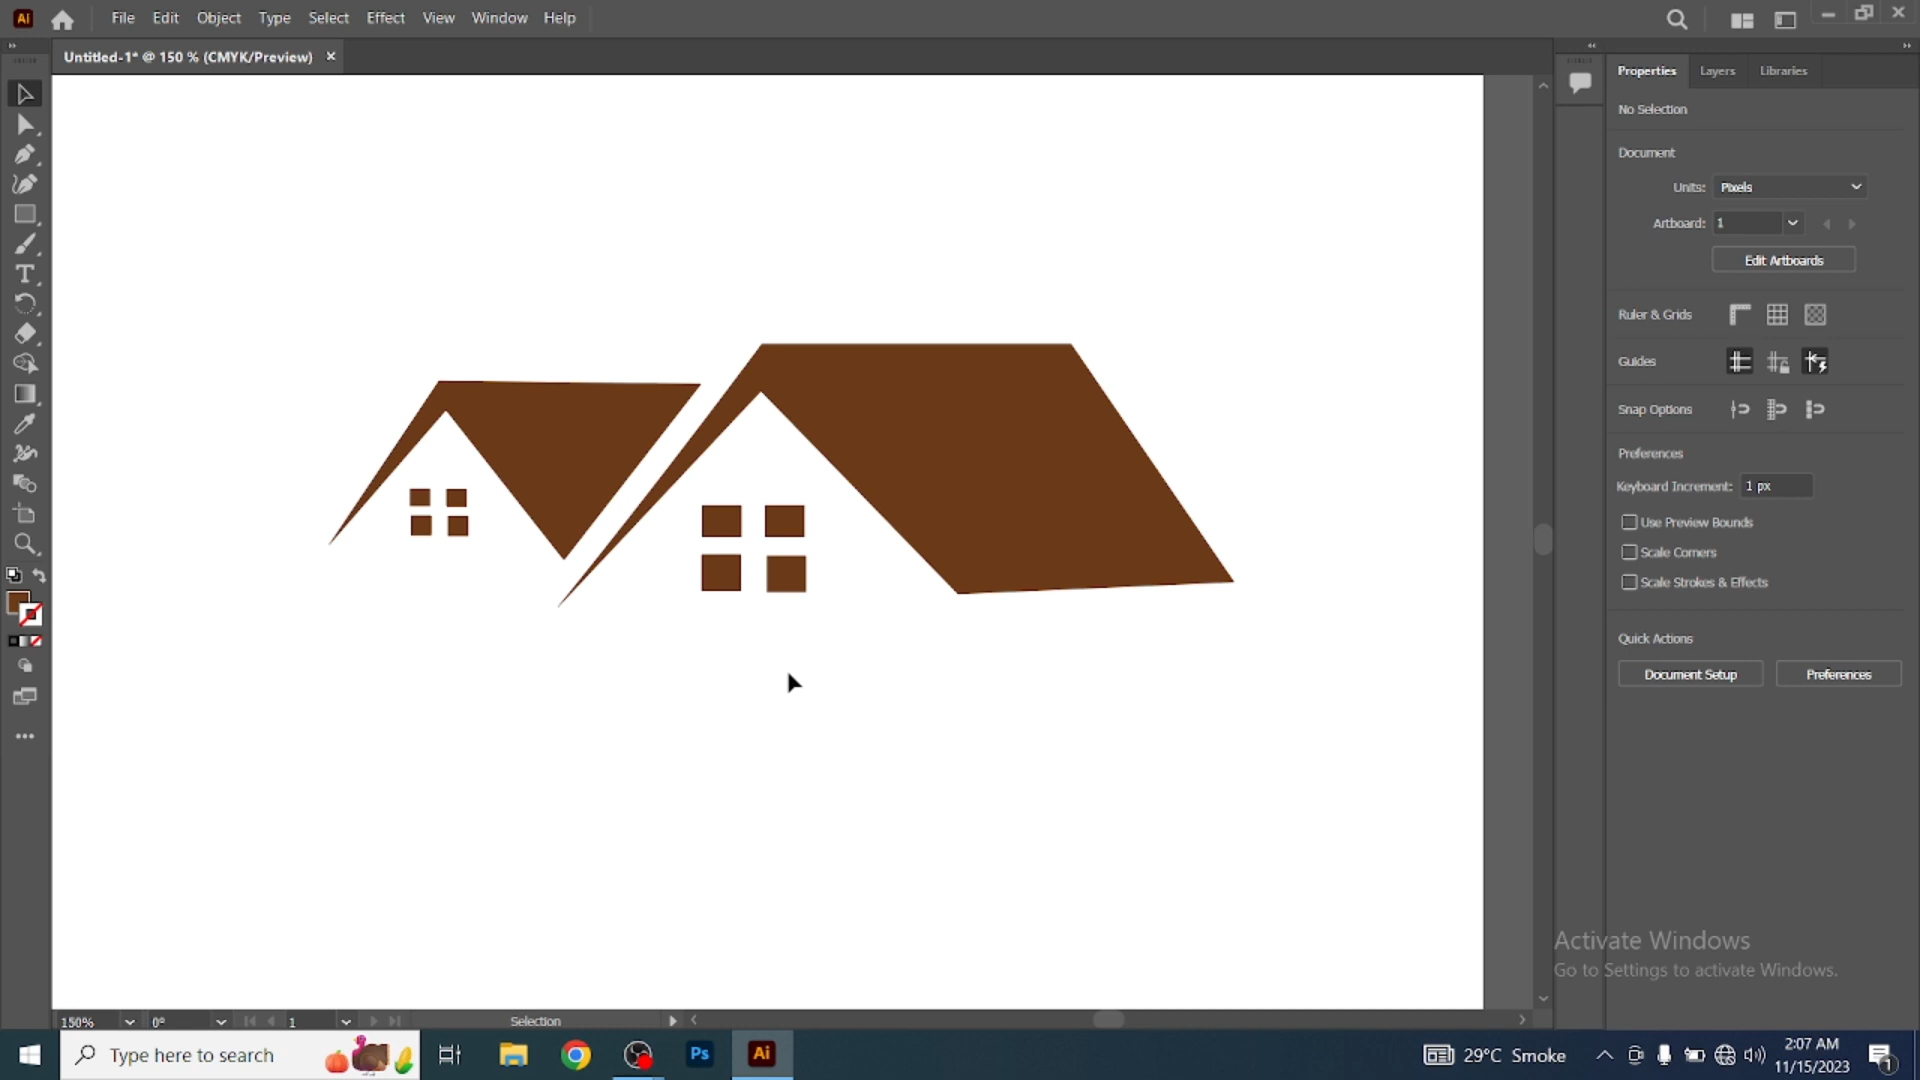 Ai File Edit Object Type Select Effect View Window Help
Untitled-1* @ 150 % (CMYK/Preview) ×
Properties Layers Libraries
No Selection
Document
Units: Pixels
Artboard: 1
Edit Artboards
Ruler & Grids
Guides
Snap Options
Preferences
Keyboard Increment: 1 px
Use Preview Bounds
Scale Corners
Scale Strokes & Effects
Quick Actions
Document Setup Preferences
Activate Windows
Go to Settings to activate Windows.
150% 0° 1 Selection
Type here to search Ps Ai 29°C Smoke 2:07 AM
11/15/2023 1